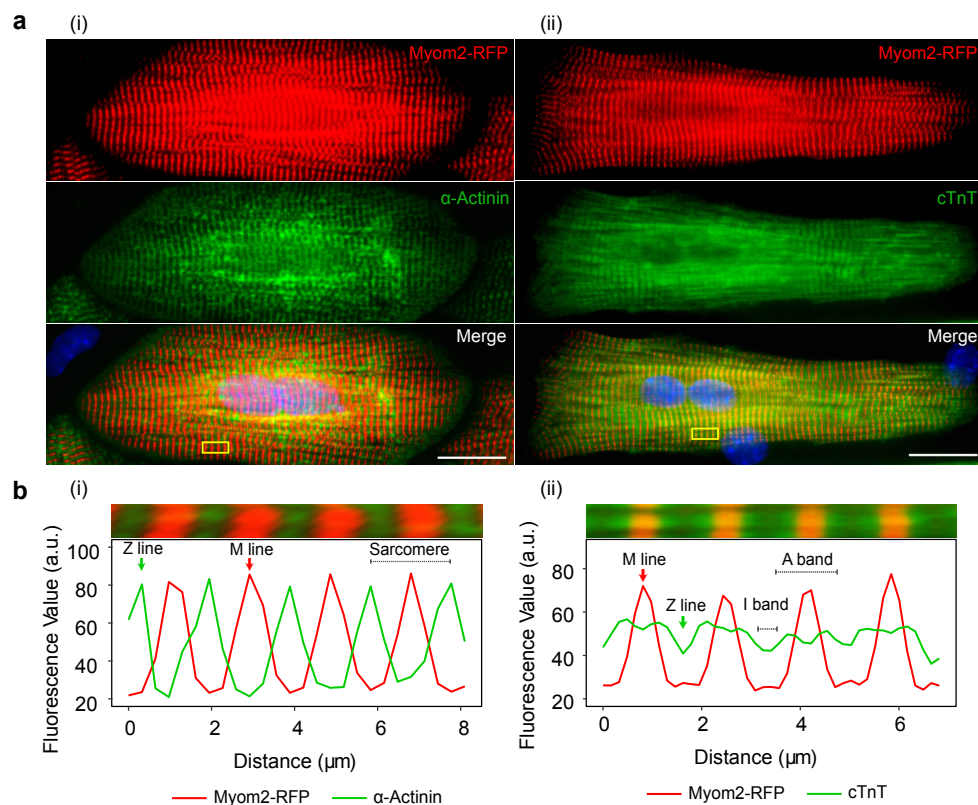 a
(i)
(ii)
Myom2-RFP
Myom2-RFP
α-Actinin
cTnT
Merge
Merge
b
(i)
(ii)
Fluorescence Value (a.u.)
100
80
60
40
20
Z line
M line
Sarcomere
0
2
4
6
8
Distance (µm)
Myom2-RFP
α-Actinin
Fluorescence Value (a.u.)
80
60
40
20
M line
Z line
I band
A band
0
2
4
6
Distance (µm)
Myom2-RFP
cTnT